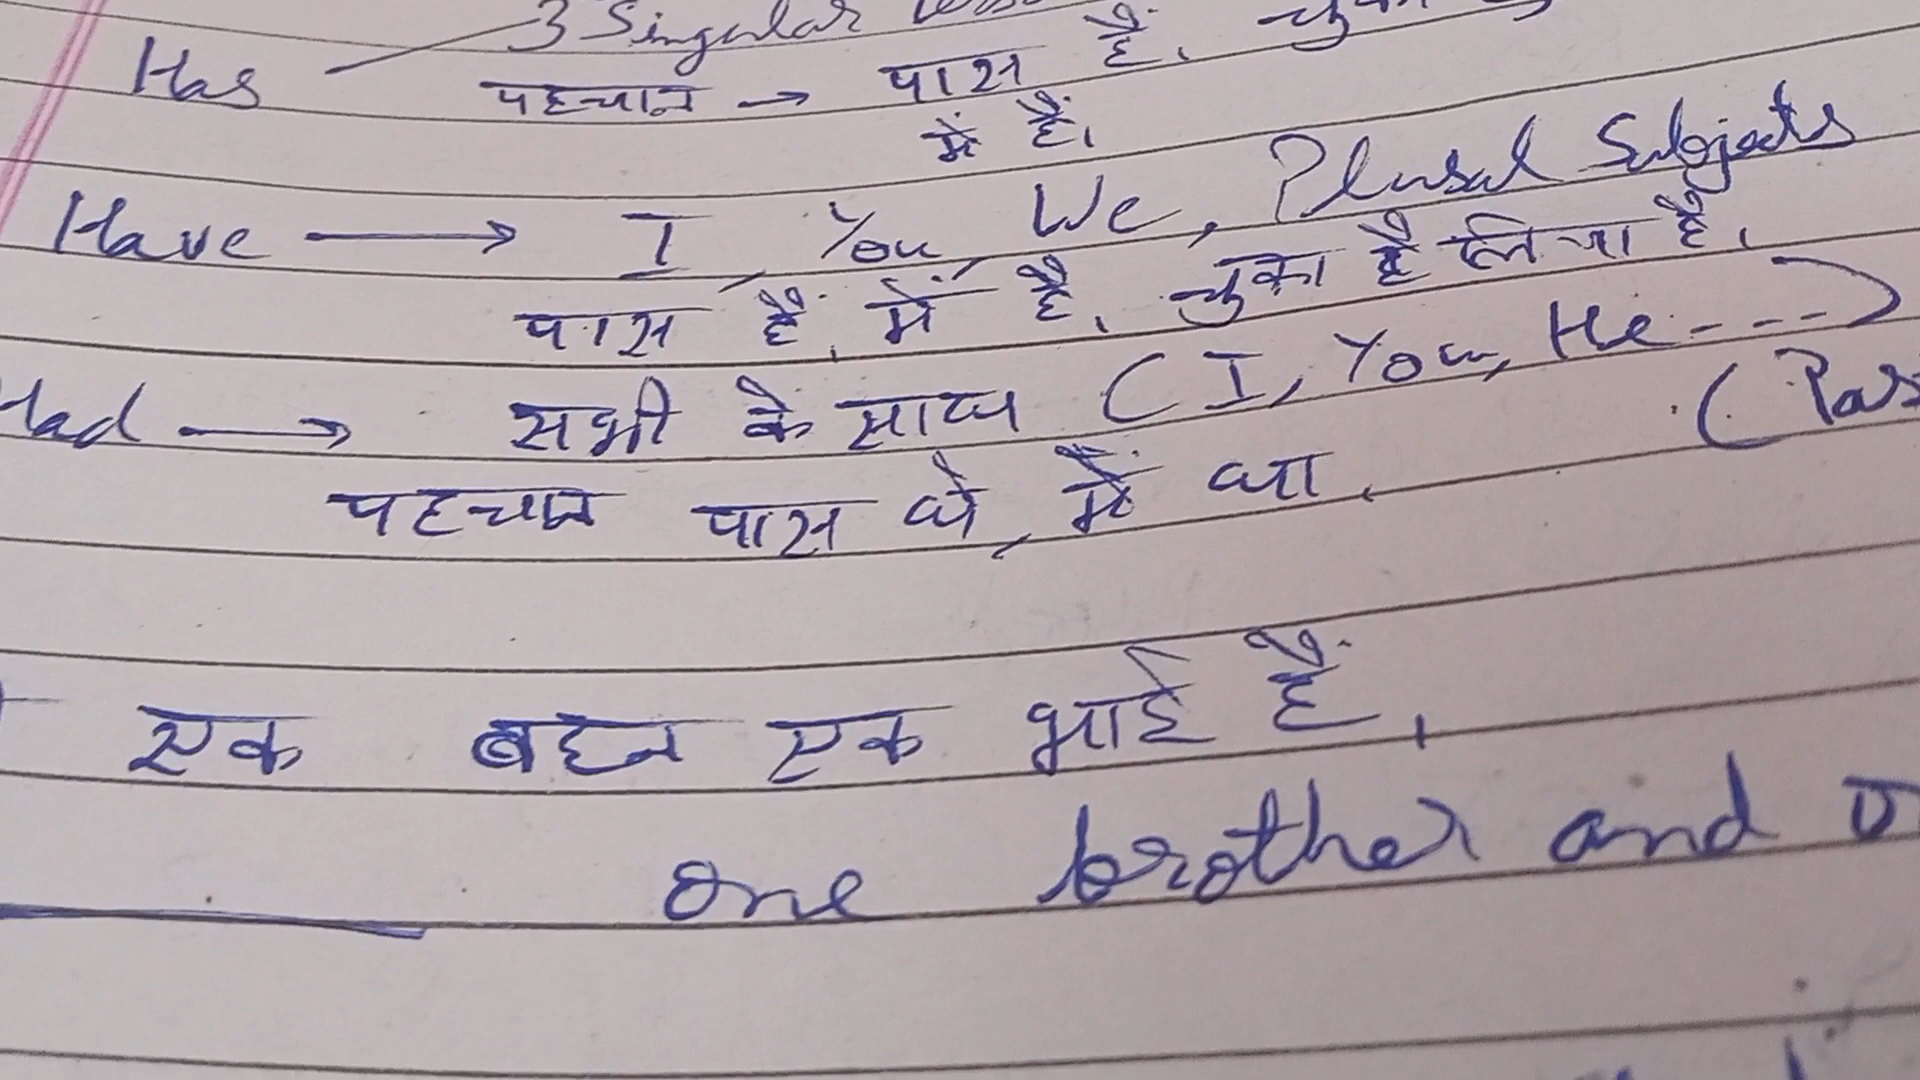 3 Singular
Has
पहचान → पास है, चुका
में है,
Have → I, You, We, Plural Subjects
पास हैं, में है, चुका है लिया है,
Had → सभी के साथ (I, You, He ---)
(Pas
पहचान पास थे, में था,
एक बहन एक भाई हैं,
one brother and o